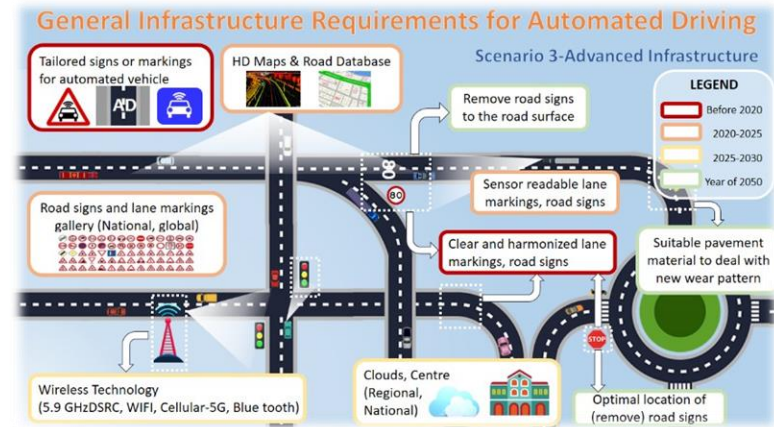 General Infrastructure Requirements for Automated Driving
Scenario 3-Advanced Infrastructure
Tailored signs or markings
for automated vehicle
A D
HD Maps & Road Database
Remove road signs
to the road surface
LEGEND
Before 2020
2020-2025
2025-2030
Year of 2050
80
80
Sensor readable lane
markings, road signs
Road signs and lane markings
gallery (National, global)
Clear and harmonized lane
markings, road signs
Suitable pavement
material to deal with
new wear pattern
STOP
Wireless Technology
(5.9 GHzDSRC, WIFI, Cellular-5G, Blue tooth)
Clouds, Centre
(Regional,
National)
Optimal location of
(remove) road signs